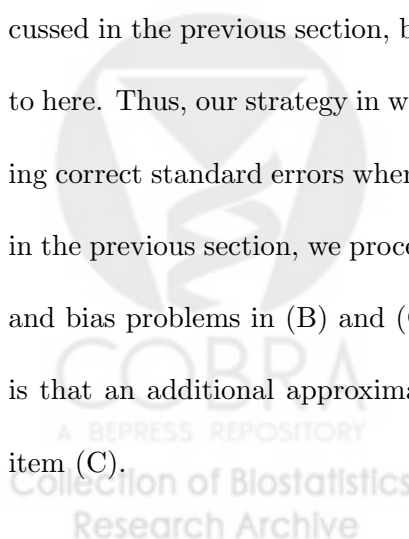 cussed in the previous section, b
to here. Thus, our strategy in w
ing correct standard errors when
in the previous section, we proce
and bias problems in (B) and (
is that an additional approxima
item (C).
COBRA
A BEPRESS REPOSITORY
Collection of Biostatistics
Research Archive